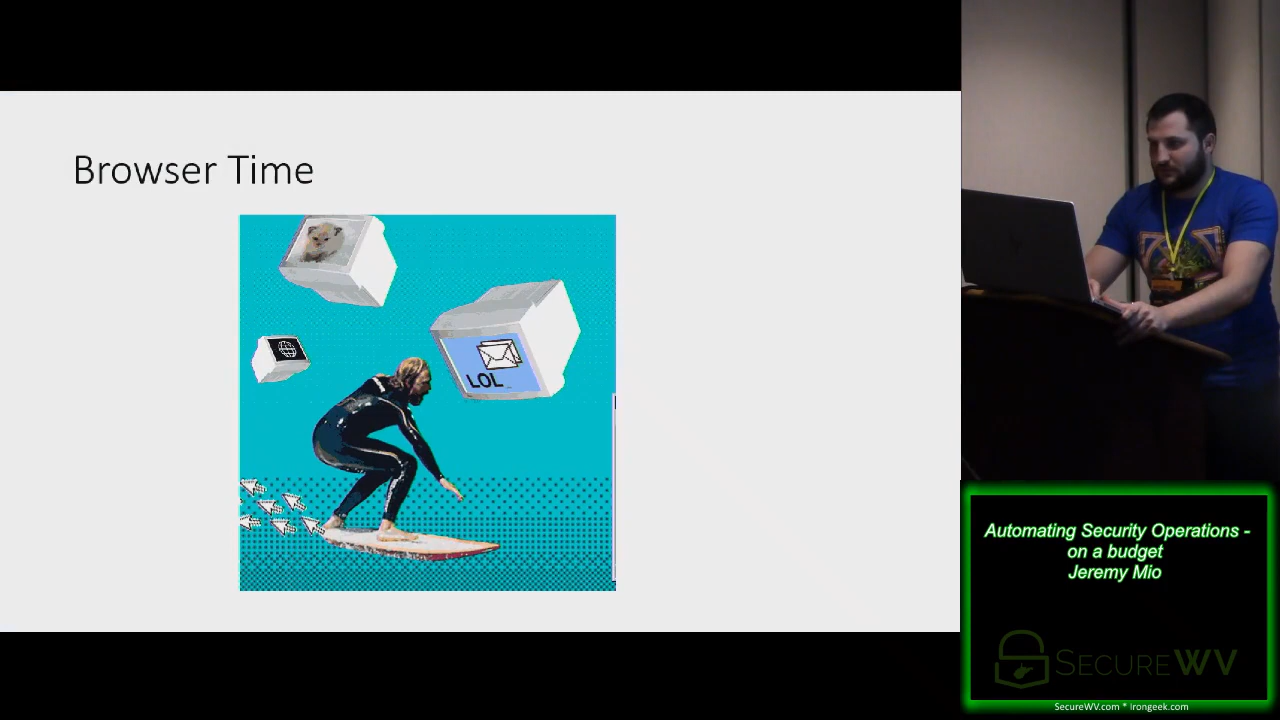 Browser Time
LOL
Automating Security Operations -
on a budget
Jeremy Mio
SECUREWV
SecureWV.com * Irongeek.com